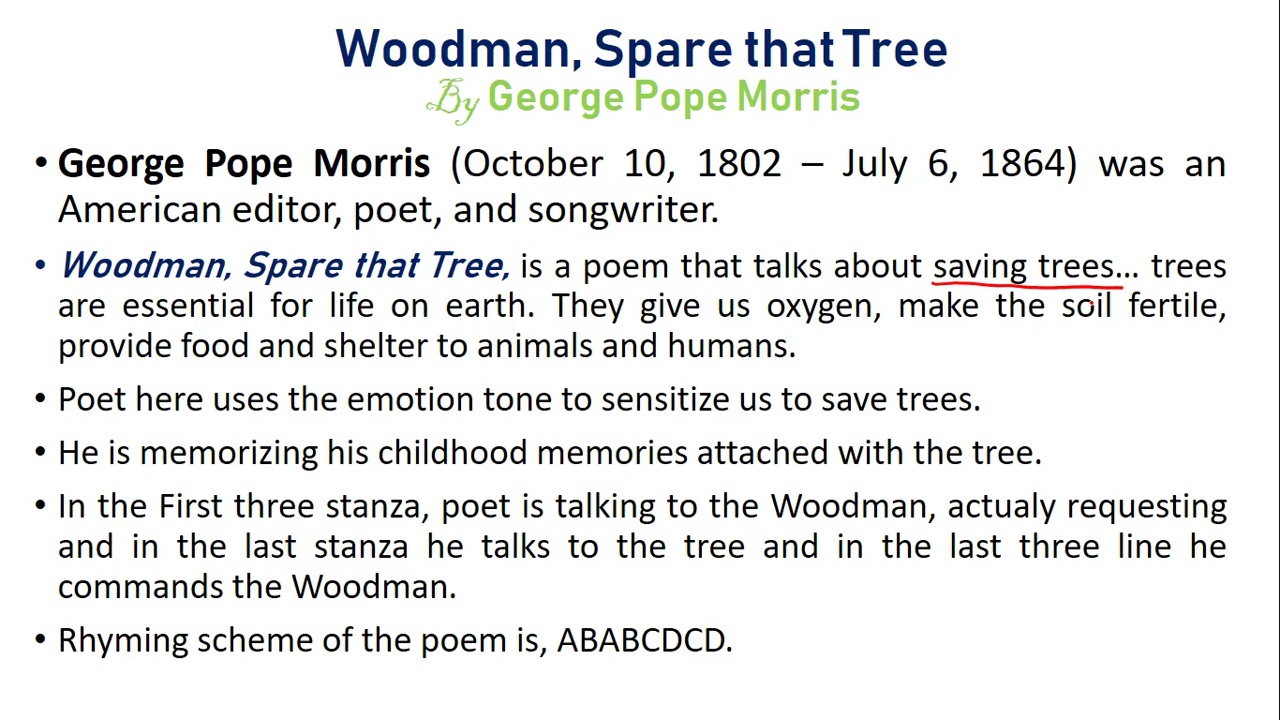 Woodman, Spare that Tree
By George Pope Morris
• George Pope Morris (October 10, 1802 – July 6, 1864) was an
American editor, poet, and songwriter.
• Woodman, Spare that Tree, is a poem that talks about saving trees… trees
are essential for life on earth. They give us oxygen, make the soil fertile,
provide food and shelter to animals and humans.
• Poet here uses the emotion tone to sensitize us to save trees.
• He is memorizing his childhood memories attached with the tree.
• In the First three stanza, poet is talking to the Woodman, actualy requesting
and in the last stanza he talks to the tree and in the last three line he
commands the Woodman.
• Rhyming scheme of the poem is, ABABCDCD.